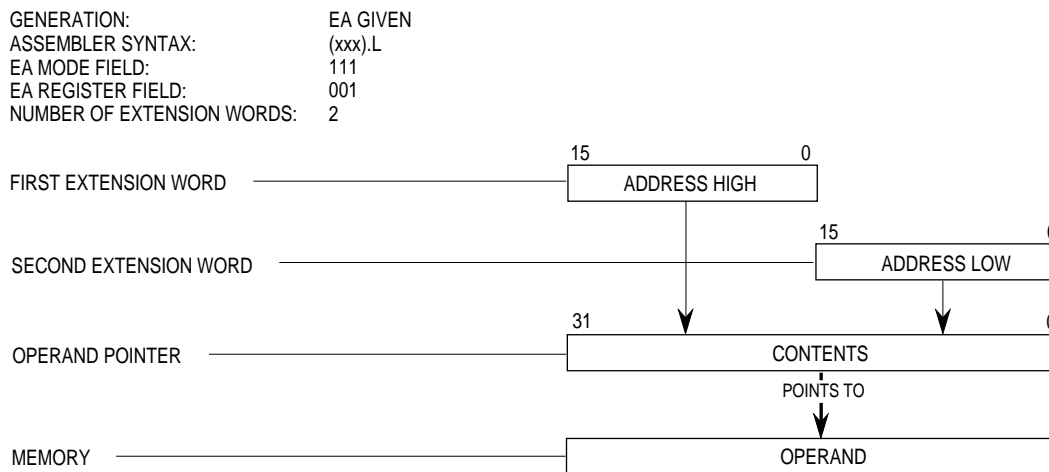 GENERATION: EA GIVEN
ASSEMBLER SYNTAX: (xxx).L
EA MODE FIELD: 111
EA REGISTER FIELD: 001
NUMBER OF EXTENSION WORDS: 2
15 0
FIRST EXTENSION WORD ADDRESS HIGH
15
SECOND EXTENSION WORD ADDRESS LOW
31
OPERAND POINTER CONTENTS
POINTS TO
MEMORY OPERAND